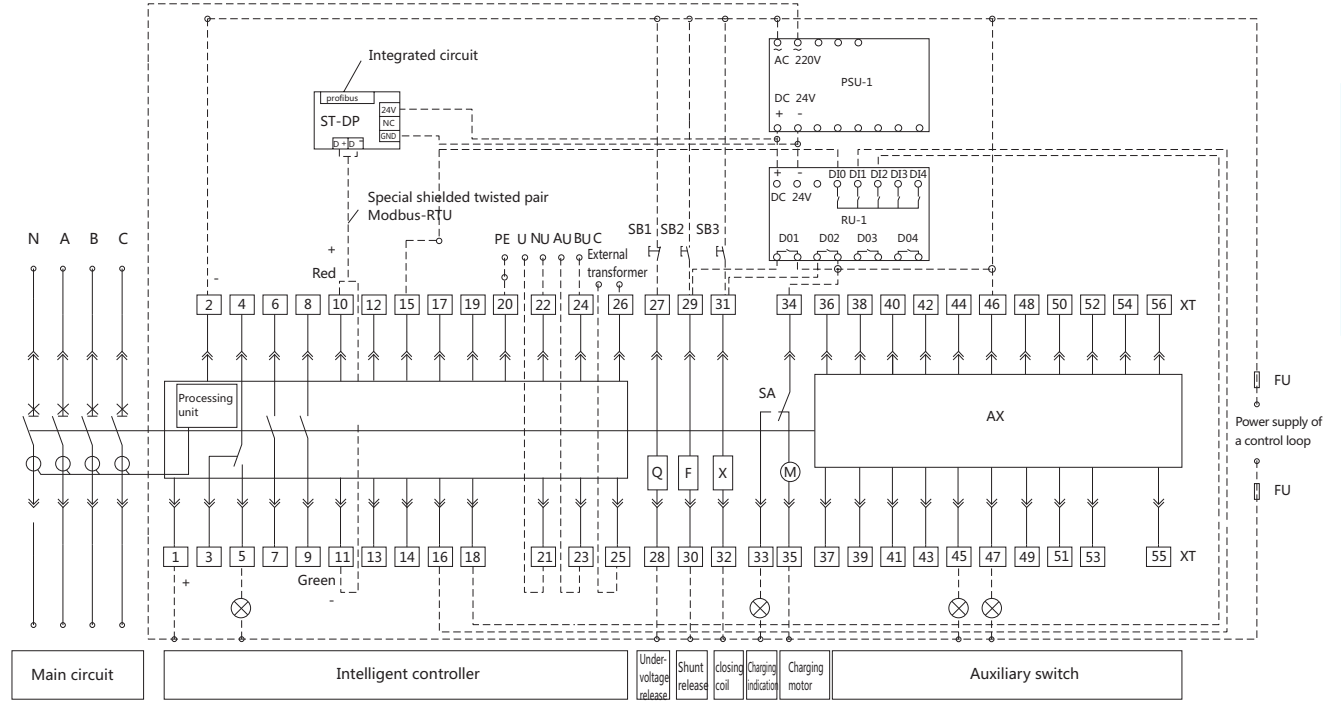 Integrated circuit
profibus
ST-DP
24V
NC
GND
D + D -
AC 220V
PSU-1
DC 24V
+ -
+ - DI0 DI1 DI2 DI3 DI4
DC 24V
RU-1
D01 D02 D03 D04
Special shielded twisted pair
Modbus-RTU
N A B C
-
+
Red
PE U NU AU BU C
External
transformer
SB1 SB2 SB3
2 4 6 8 10 12 15 17 19 20 22 24 26 27 29 31 34 36 38 40 42 44 46 48 50 52 54 56 XT
Processing
unit
SA
AX
FU
Power supply of
a control loop
FU
Q F X M
1 3 5 7 9 11 13 14 16 18 21 23 25 28 30 32 33 35 37 39 41 43 45 47 49 51 53 55 XT
+
Green
-
Main circuit
Intelligent controller
Under-
voltage
release
Shunt
release
closing
coil
Charging
indication
Charging
motor
Auxiliary switch